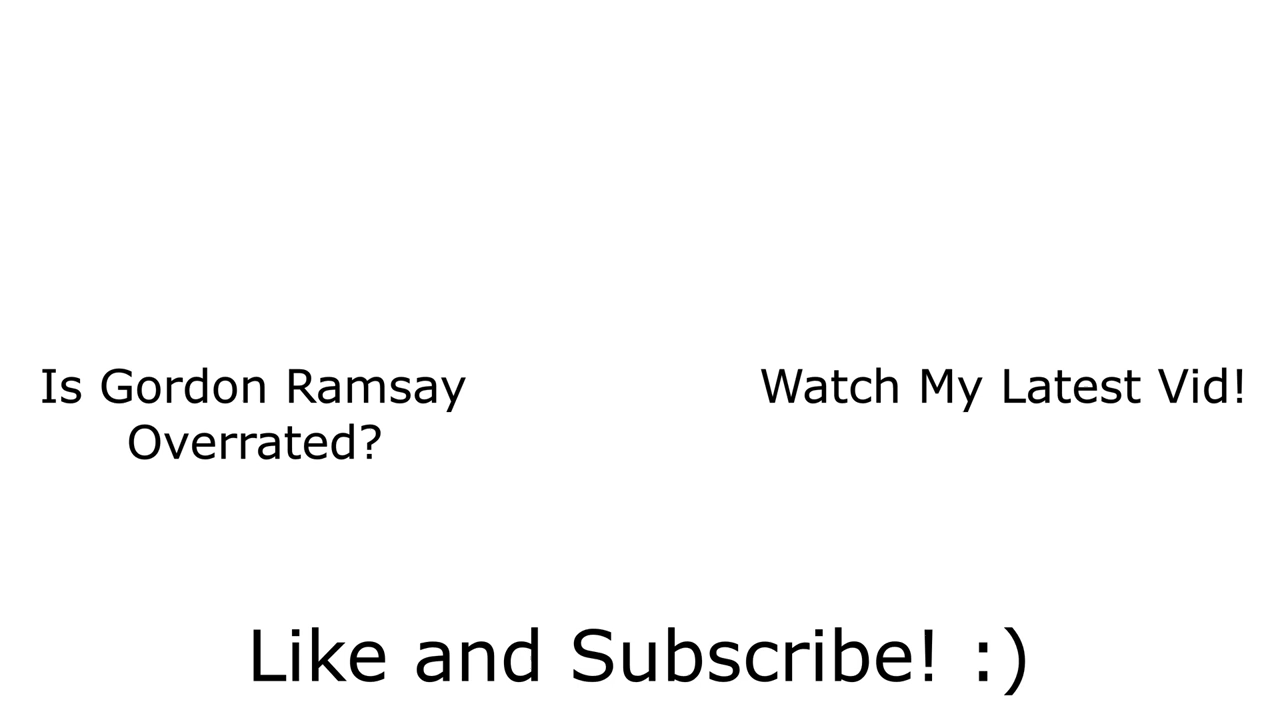 Is Gordon Ramsay
Overrated?
Watch My Latest Vid!
Like and Subscribe! :)